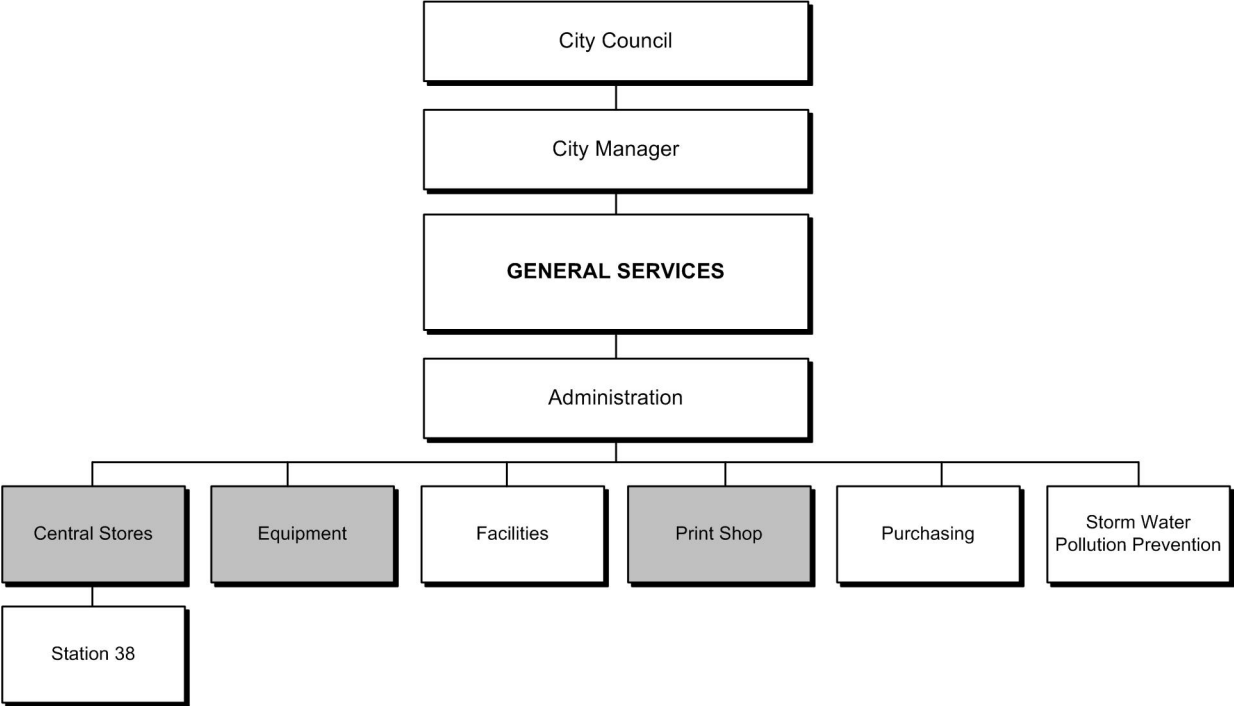 City Council
City Manager
GENERAL SERVICES
Administration
Central Stores
Equipment
Facilities
Print Shop
Purchasing
Storm Water
Pollution Prevention
Station 38